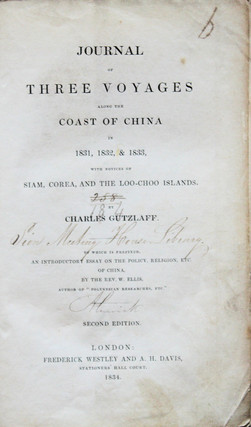 b
JOURNAL
OF
THREE VOYAGES
ALONG THE
COAST OF CHINA
IN
1831, 1832, & 1833,
WITH NOTICES OF
SIAM, COREA, AND THE LOO-CHOO ISLANDS.
BY
CHARLES GUTZLAFF.
Meeting House Library,
TO WHICH IS PREFIXED,
AN INTRODUCTORY ESSAY ON THE POLICY, RELIGION, ETC.
OF CHINA,
BY THE REV. W. ELLIS,
AUTHOR OF "POLYNESIAN RESEARCHES, ETC."
SECOND EDITION.
LONDON:
FREDERICK WESTLEY AND A. H. DAVIS,
STATIONERS' HALL COURT.
1834.